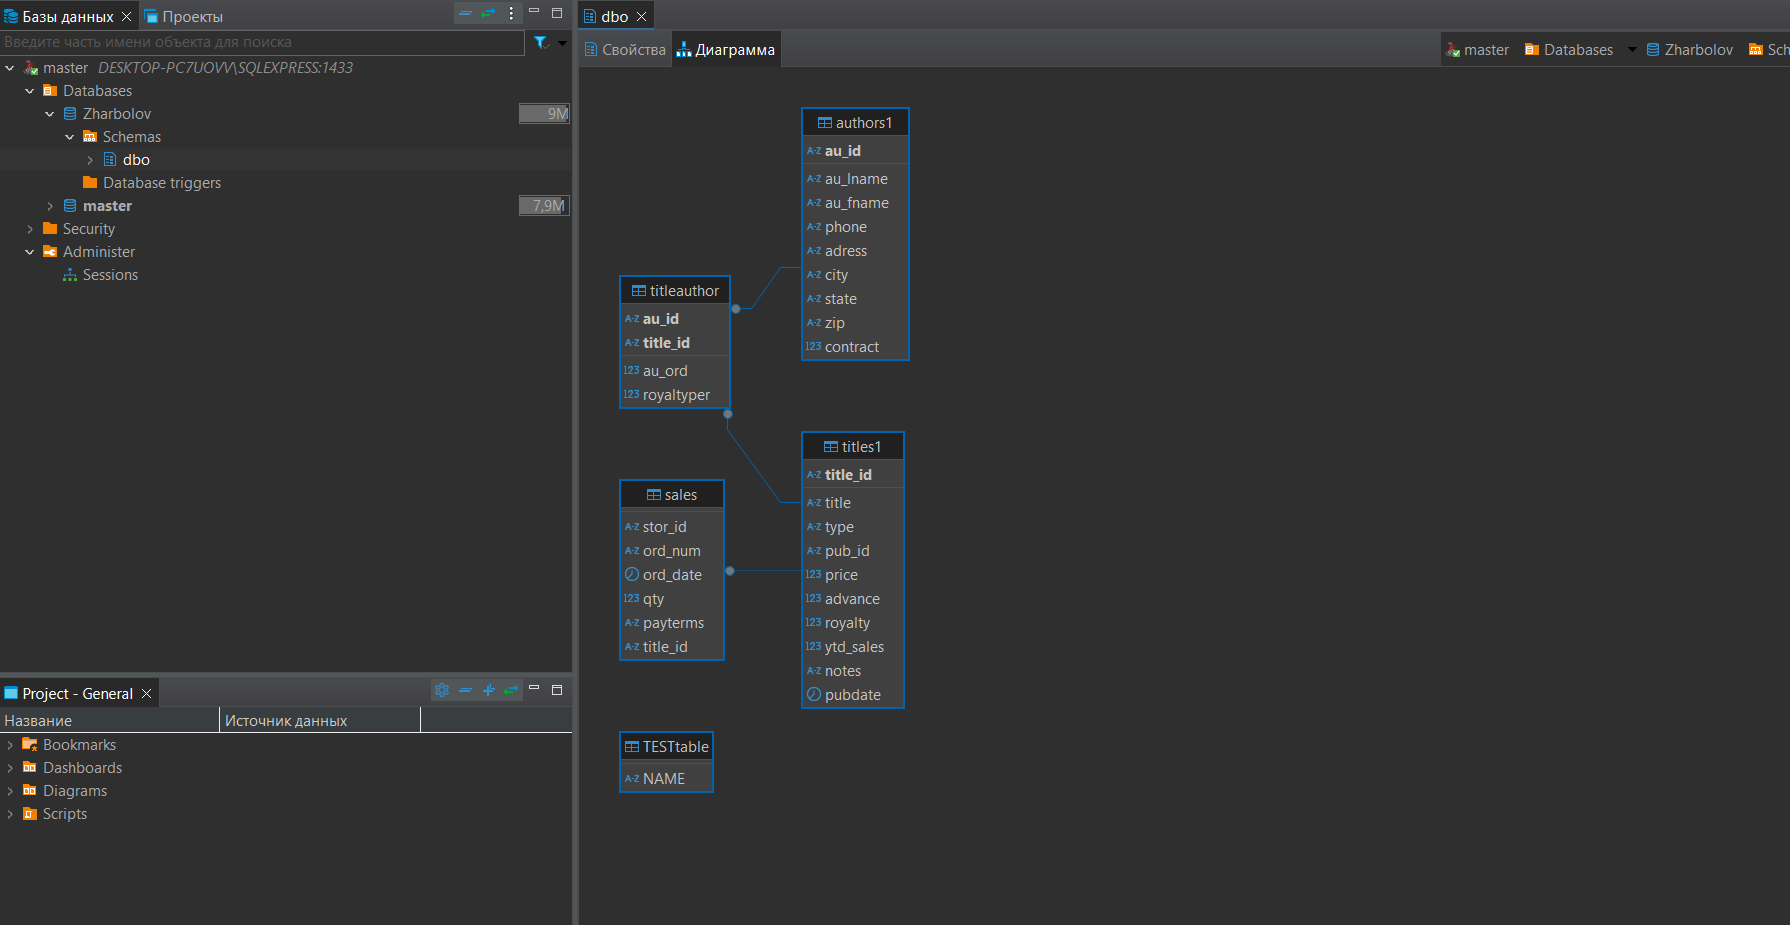 Базы данных
Проекты
Введите часть имени объекта для поиска
master DESKTOP-PC7UOVV\SQLEXPRESS:1433
Databases
Zharbolov 9M
Schemas
dbo
Database triggers
master 7,9M
Security
Administer
Sessions
Project - General
Название Источник данных
Bookmarks
Dashboards
Diagrams
Scripts
dbo
Свойства Диаграмма
master Databases Zharbolov Sch
authors1
A-Z au_id
A-Z au_lname
A-Z au_fname
A-Z phone
A-Z adress
A-Z city
A-Z state
A-Z zip
123 contract
titleauthor
A-Z au_id
A-Z title_id
123 au_ord
123 royaltyper
titles1
A-Z title_id
A-Z title
A-Z type
A-Z pub_id
123 price
123 advance
123 royalty
123 ytd_sales
A-Z notes
pubdate
sales
A-Z stor_id
A-Z ord_num
ord_date
123 qty
A-Z payterms
A-Z title_id
TESTtable
A-Z NAME